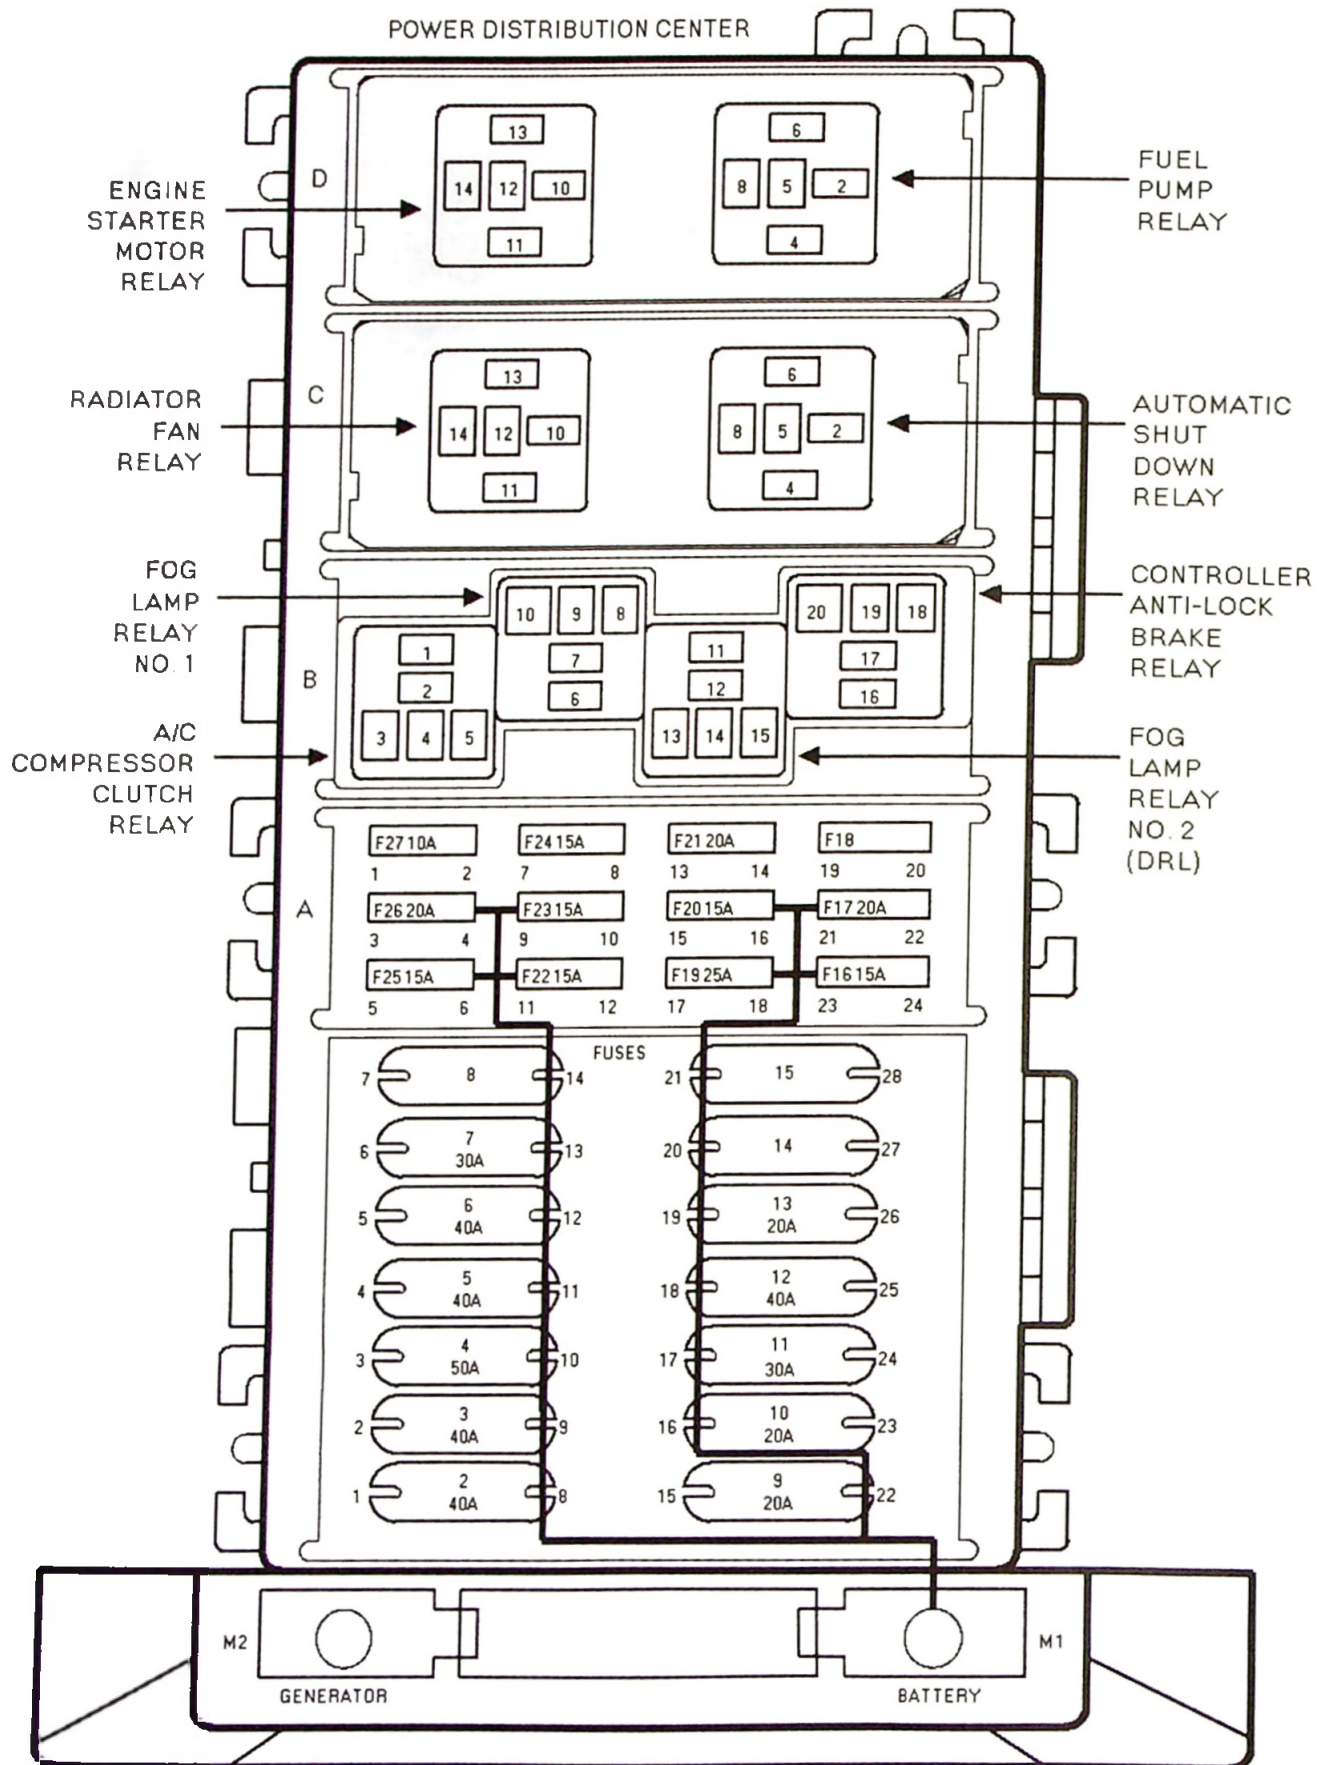 POWER DISTRIBUTION CENTER
D
13
14 12 10
11
6
8 5 2
4
ENGINE
STARTER
MOTOR
RELAY
FUEL
PUMP
RELAY
C
13
14 12 10
11
6
8 5 2
4
RADIATOR
FAN
RELAY
AUTOMATIC
SHUT
DOWN
RELAY
FOG
LAMP
RELAY
NO. 1
CONTROLLER
ANTI-LOCK
BRAKE
RELAY
B
10 9 8
7
6
20 19 18
17
16
1
2
3 4 5
11
12
13 14 15
A/C
COMPRESSOR
CLUTCH
RELAY
FOG
LAMP
RELAY
NO. 2
(DRL)
A
F27 10A F24 15A F21 20A F18
1 2 7 8 13 14 19 20
F26 20A F23 15A F20 15A F17 20A
3 4 9 10 15 16 21 22
F25 15A F22 15A F19 25A F16 15A
5 6 11 12 17 18 23 24
FUSES
7 8 14 21 15 28
6 7 13 20 14 27
30A
5 6 12 19 13 26
40A 20A
4 5 11 18 12 25
40A 40A
3 4 10 17 11 24
50A 30A
2 3 9 16 10 23
40A 20A
1 2 8 15 9 22
40A 20A
M2
M1
GENERATOR
BATTERY